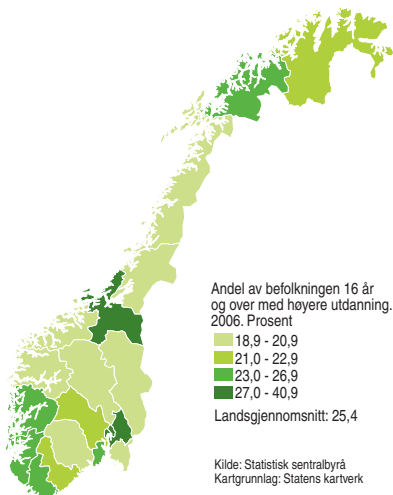 Andel av befolkningen 16 år
og over med høyere utdanning.
2006. Prosent
18,9 - 20,9
21,0 - 22,9
23,0 - 26,9
27,0 - 40,9
Landsgjennomsnitt: 25,4
Kilde: Statistisk sentralbyrå
Kartgrunnlag: Statens kartverk